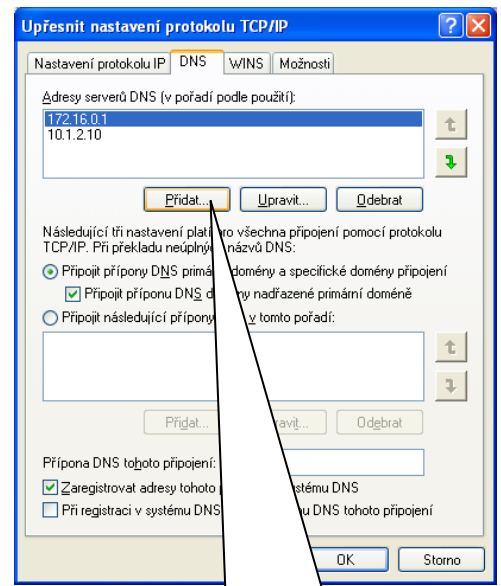 Upřesnit nastavení protokolu TCP/IP
Nastavení protokolu IP DNS WINS Možnosti
Adresy serverů DNS (v pořadí podle použití):
172.16.0.1
10.1.2.10
Přidat... Upravit... Odebrat
Následující tři nastavení platí pro všechna připojení pomocí protokolu
TCP/IP. Při překladu neúplných názvů DNS:
Připojit přípony DNS primární domény a specifické domény připojení
Připojit příponu DNS domény nadřazené primární doméně
Připojit následující přípony v tomto pořadí:
Přidat... Odebrat
Přípona DNS tohoto připojení:
Zaregistrovat adresy tohoto systému DNS
Při registraci v systému DNS DNS tohoto připojení
OK Storno